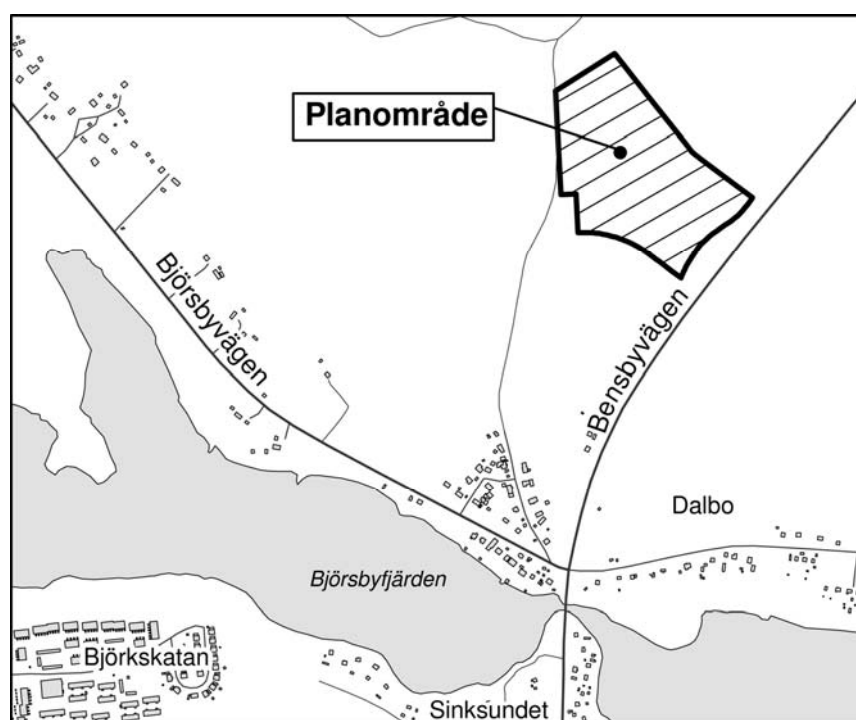 Planområde
Björsbyvägen
Bensbyvägen
Dalbo
Björsbyfjärden
Björkskatan
Sinksundet